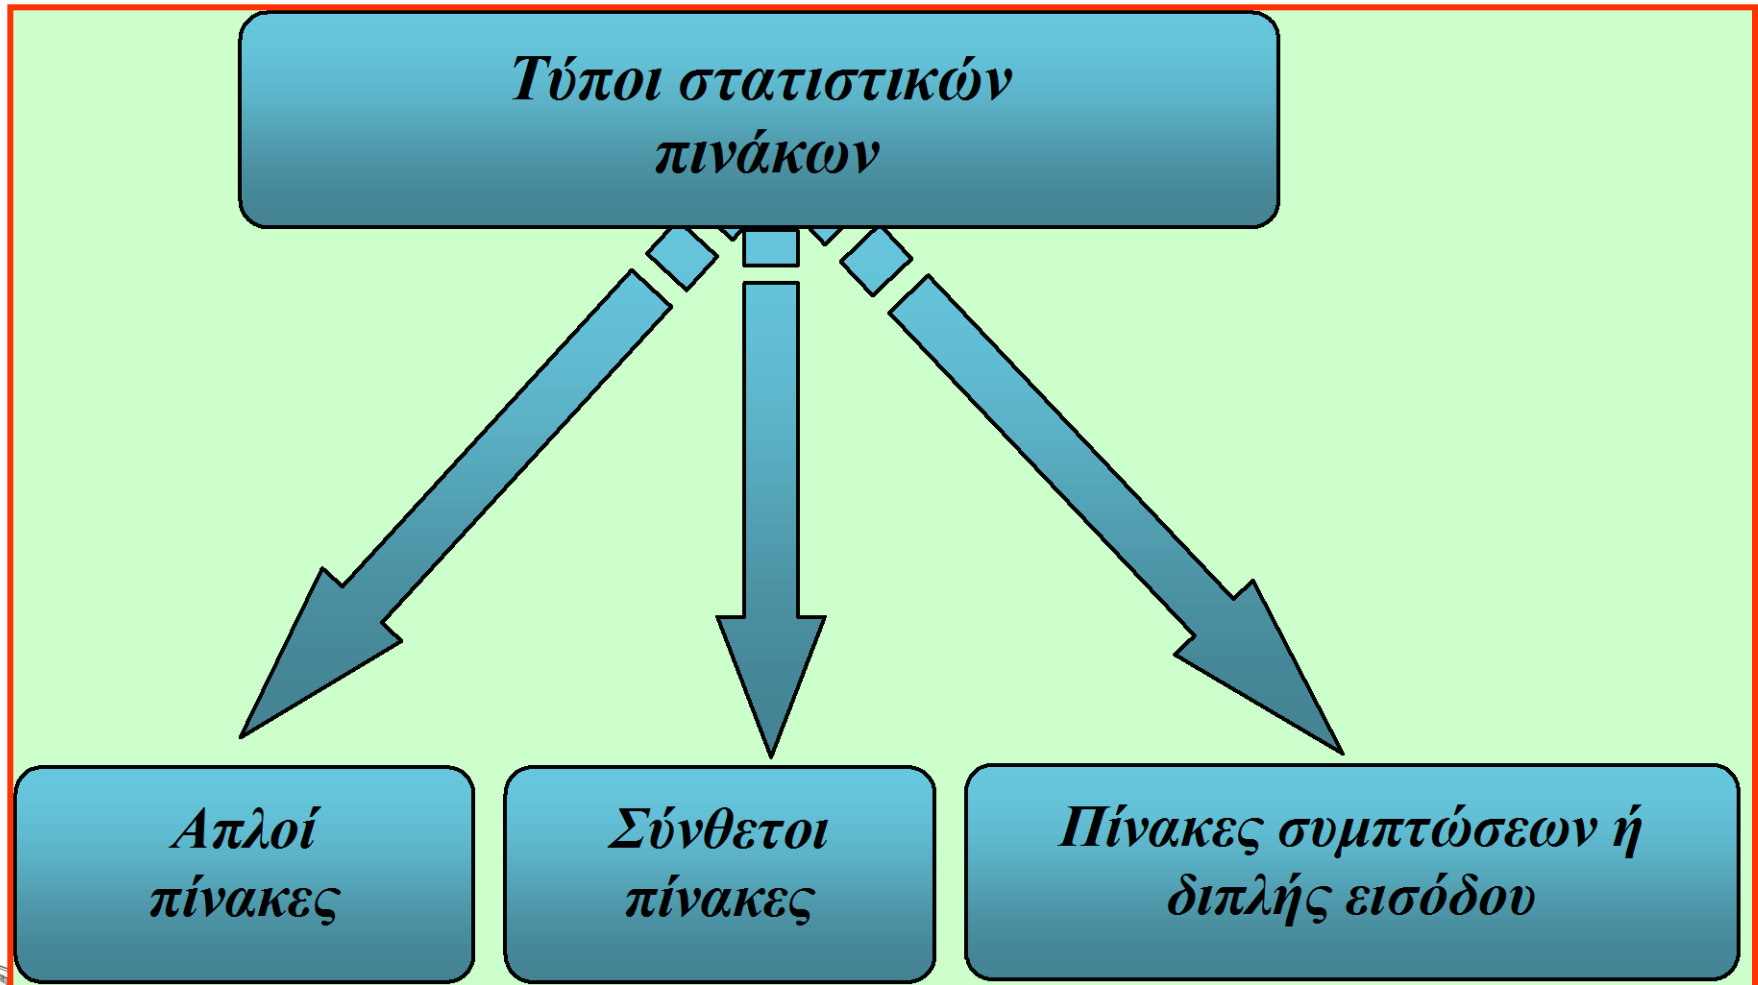 Τύποι στατιστικών
πινάκων
Απλοί
πίνακες
Σύνθετοι
πίνακες
Πίνακες συμπτώσεων ή
διπλής εισόδου